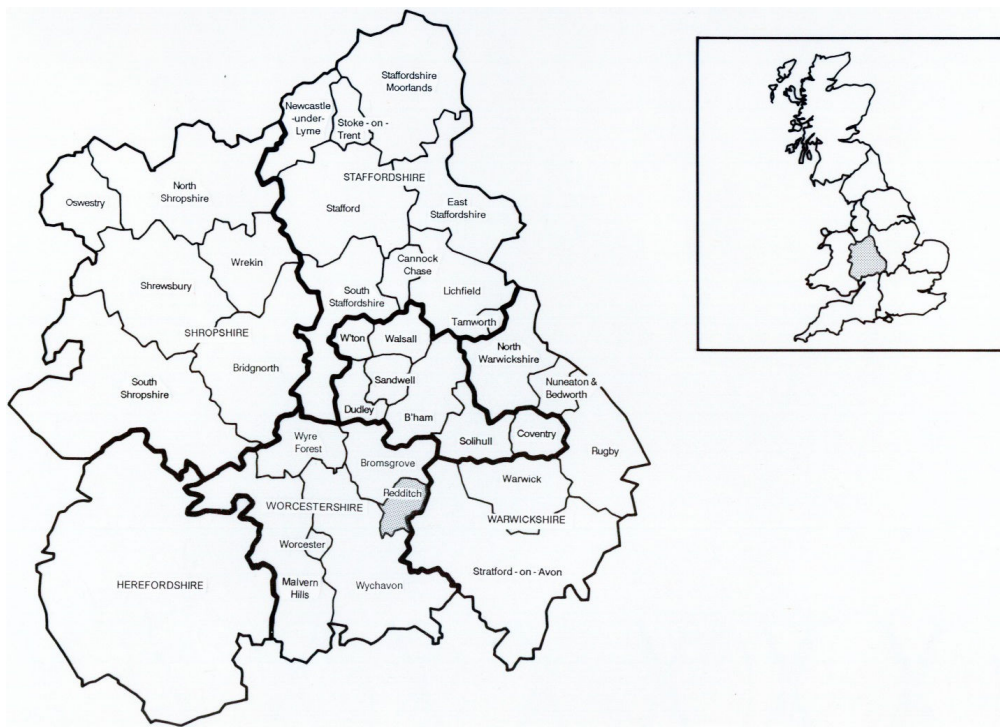 Staffordshire
Moorlands
Newcastle
-under-
Lyme
Stoke - on -
Trent
STAFFORDSHIRE
North
Shropshire
Oswestry
Stafford
East
Staffordshire
Wrekin
Cannock
Chase
Shrewsbury
South
Staffordshire
Lichfield
Tamworth
SHROPSHIRE
W'ton
Walsall
North
Warwickshire
Bridgnorth
Sandwell
South
Shropshire
Nuneaton &
Bedworth
Dudley
B'ham
Solihull
Coventry
Wyre
Forest
Rugby
Bromsgrove
Warwick
Redditch
WORCESTERSHIRE
WARWICKSHIRE
Worcester
Stratford - on - Avon
HEREFORDSHIRE
Malvern
Hills
Wychavon